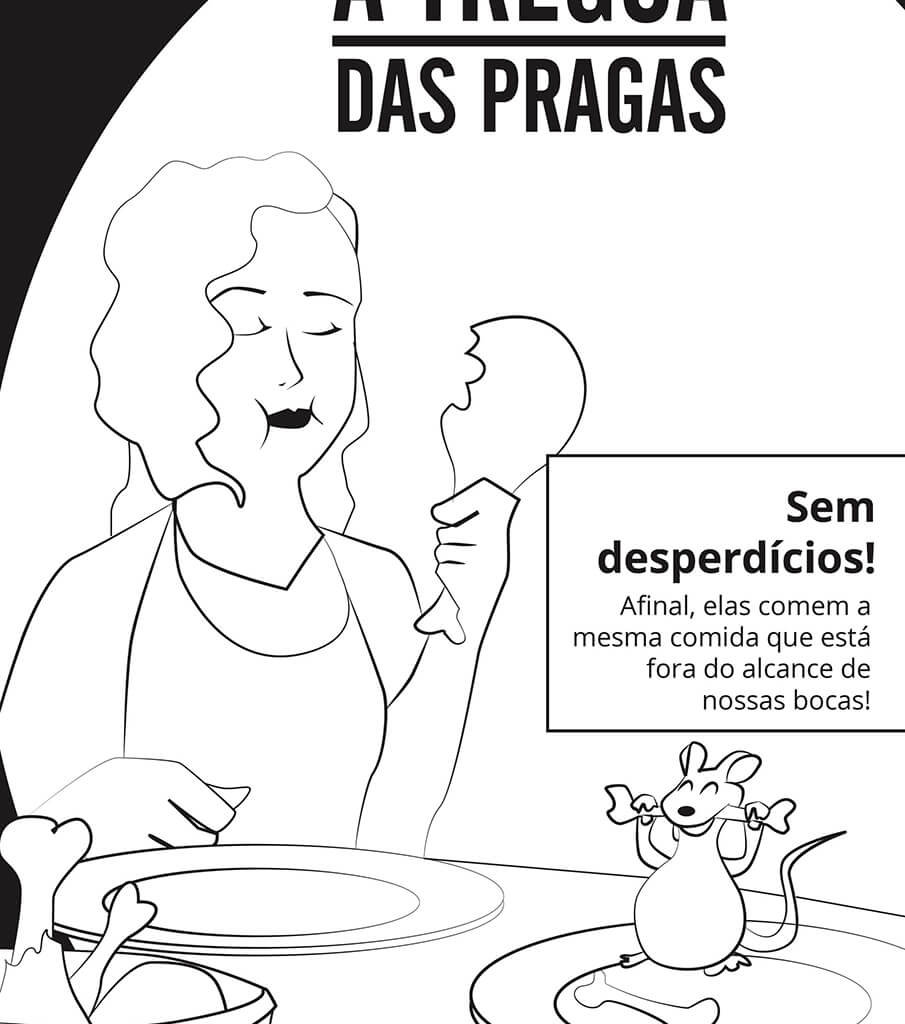 A TRÉGUA
DAS PRAGAS
Sem
desperdícios!
Afinal, elas comem a
mesma comida que está
fora do alcance de
nossas bocas!